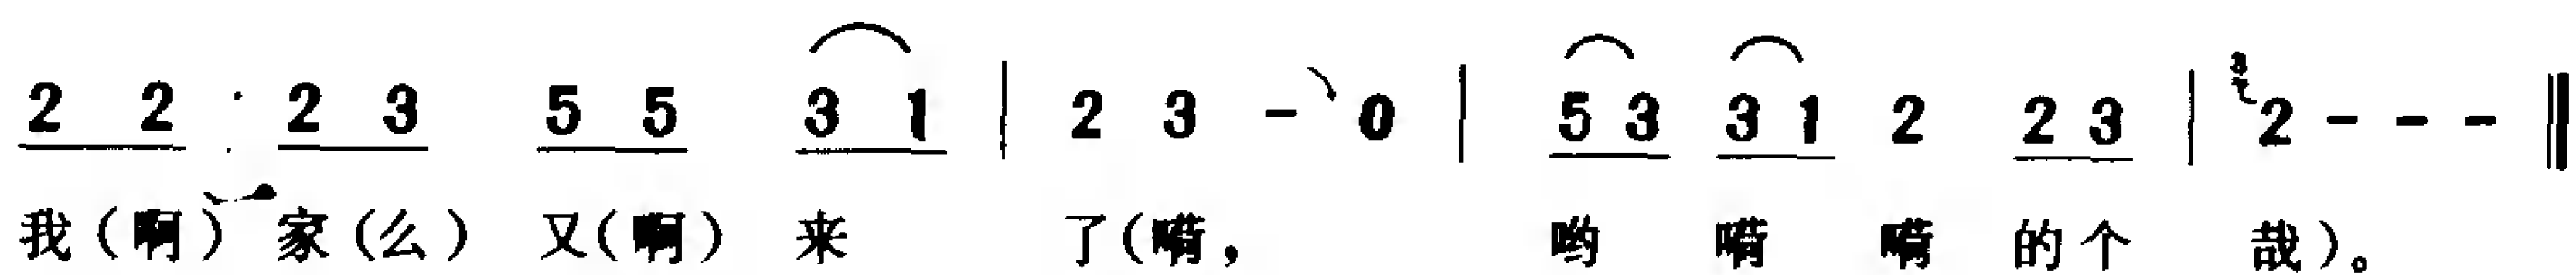 2 2 2 3 5 5 3 1 | 2 3 - 0 | 5 3 3 1 2 2 3 | 3 2 - - - ‖
我（啊）家（么）又（啊）来 了（嗬， 哟 嗬 嗬 的个 哉）。